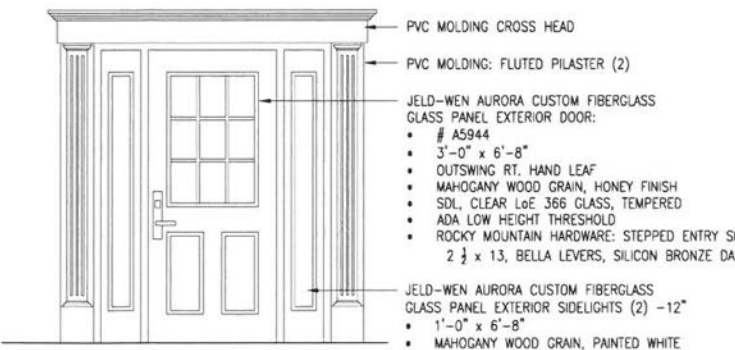 PVC MOLDING CROSS HEAD
PVC MOLDING: FLUTED PILASTER (2)
JELD-WEN AURORA CUSTOM FIBERGLASS
GLASS PANEL EXTERIOR DOOR:
• # A5944
• 3'-0" x 6'-8"
• OUTSWING RT. HAND LEAF
• MAHOGANY WOOD GRAIN, HONEY FINISH
• SDL, CLEAR LoE 366 GLASS, TEMPERED
• ADA LOW HEIGHT THRESHOLD
• ROCKY MOUNTAIN HARDWARE: STEPPED ENTRY
2 ½ x 13, BELLA LEVERS, SILICON BRONZE
JELD-WEN AURORA CUSTOM FIBERGLASS
GLASS PANEL EXTERIOR SIDELIGHTS (2) -12"
• 1'-0" x 6'-8"
• MAHOGANY WOOD GRAIN, PAINTED WHITE